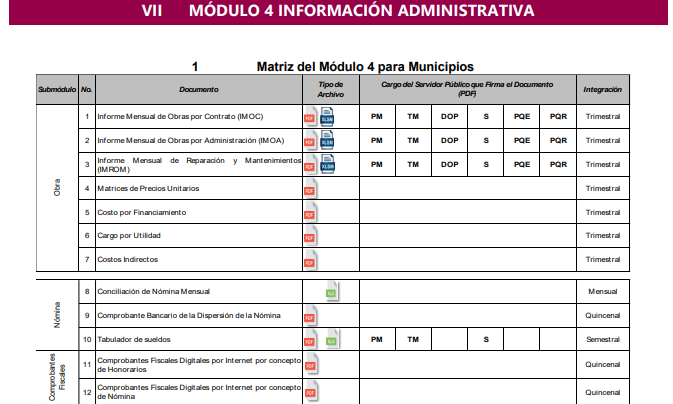 VII MÓDULO 4 INFORMACIÓN ADMINISTRATIVA
1 Matriz del Módulo 4 para Municipios
Submódulo No. Documento Tipo de Archivo Cargo del Servidor Público que Firma el Documento (PDF) Integración
Obra
1 Informe Mensual de Obras por Contrato (IMOC) PDF XLSM PM TM DOP S PQE PQR Trimestral
2 Informe Mensual de Obras por Administración (IMOA) PDF XLSM PM TM DOP S PQE PQR Trimestral
3 Informe Mensual de Reparación y Mantenimientos (IMROM) PDF XLSM PM TM DOP S PQE PQR Trimestral
4 Matrices de Precios Unitarios PDF Trimestral
5 Costo por Financiamiento PDF Trimestral
6 Cargo por Utilidad PDF Trimestral
7 Costos Indirectos PDF Trimestral
Nómina
8 Conciliación de Nómina Mensual XLS Mensual
9 Comprobante Bancario de la Dispersión de la Nómina PDF Quincenal
10 Tabulador de sueldos PDF XLS PM TM S Semestral
Comprobantes Fiscales
11 Comprobantes Fiscales Digitales por Internet por concepto de Honorarios PDF Quincenal
12 Comprobantes Fiscales Digitales por Internet por concepto de Nómina PDF Quincenal